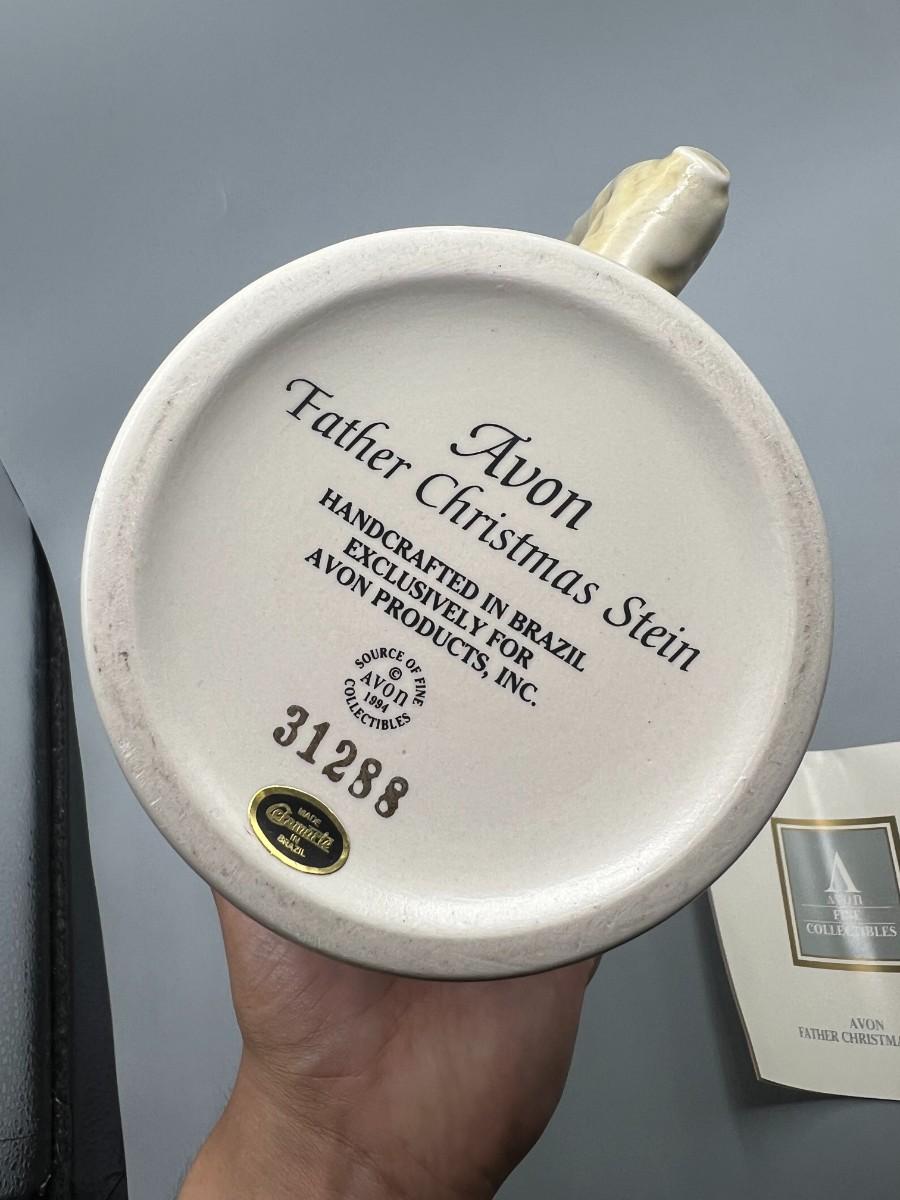 Avon
Father Christmas Stein
HANDCRAFTED IN BRAZIL
EXCLUSIVELY FOR
AVON PRODUCTS, INC.
SOURCE OF FINE
©
AVON
1994
COLLECTIBLES
31288
MADE
Ceramarte
IN
BRAZIL
AVON
FINE
COLLECTIBLES
AVON
FATHER CHRISTMA